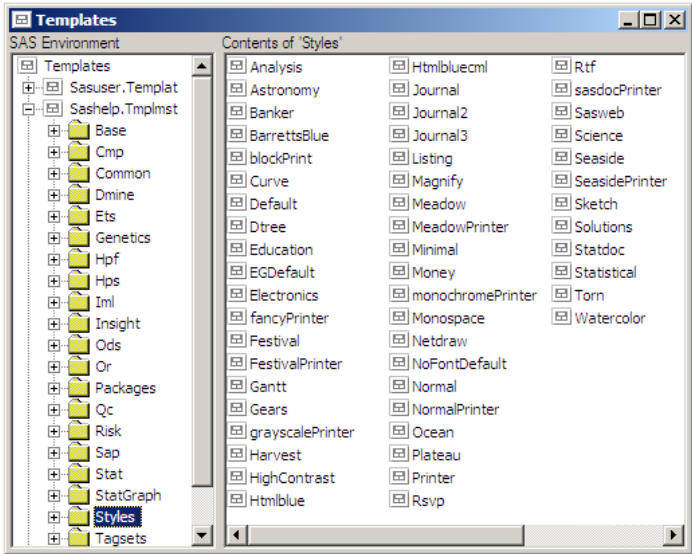 Templates
SAS Environment
Contents of 'Styles'
Templates
Sasuser.Templat
Sashelp.Tmplmst
Base
Cmp
Common
Dmine
Ets
Genetics
Hpf
Hps
Iml
Insight
Ods
Or
Packages
Qc
Risk
Sap
Stat
StatGraph
Styles
Tagsets
Analysis
Astronomy
Banker
BarrettsBlue
blockPrint
Curve
Default
Dtree
Education
EGDefault
Electronics
fancyPrinter
Festival
FestivalPrinter
Gantt
Gears
grayscalePrinter
Harvest
HighContrast
Htmlblue
Htmlbluecml
Journal
Journal2
Journal3
Listing
Magnify
Meadow
MeadowPrinter
Minimal
Money
monochromePrinter
Monospace
Netdraw
NoFontDefault
Normal
NormalPrinter
Ocean
Plateau
Printer
Rsvp
Rtf
sasdocPrinter
Sasweb
Science
Seaside
SeasidePrinter
Sketch
Solutions
Statdoc
Statistical
Torn
Watercolor